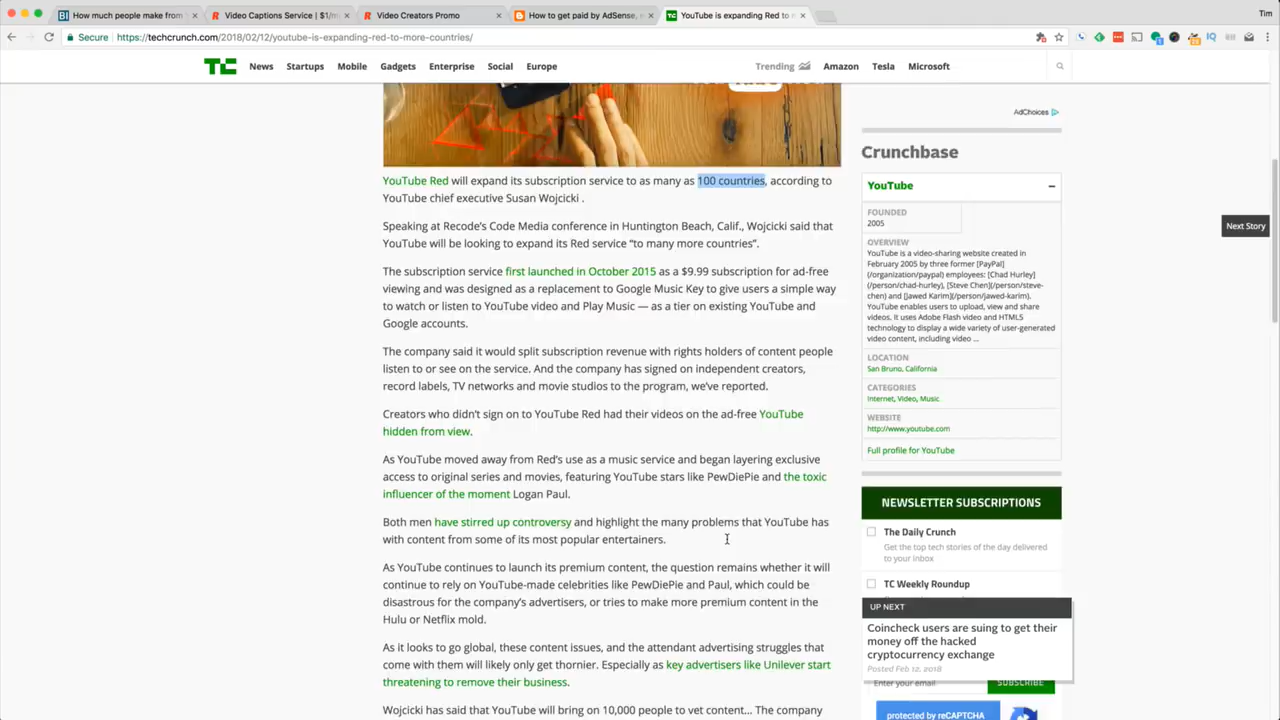 How much people make from
Video Captions Service | $1/m
Video Creators Promo
How to get paid by AdSense,
YouTube is expanding Red to m
Tim
Secure https://techcrunch.com/2018/02/12/youtube-is-expanding-red-to-more-countries/
TC News Startups Mobile Gadgets Enterprise Social Europe Trending Amazon Tesla Microsoft
AdChoices
YouTube Red will expand its subscription service to as many as 100 countries, according to
YouTube chief executive Susan Wojcicki .
Speaking at Recode's Code Media conference in Huntington Beach, Calif., Wojcicki said that
YouTube will be looking to expand its Red service “to many more countries”.
The subscription service first launched in October 2015 as a $9.99 subscription for ad-free
viewing and was designed as a replacement to Google Music Key to give users a simple way
to watch or listen to YouTube video and Play Music — as a tier on existing YouTube and
Google accounts.
The company said it would split subscription revenue with rights holders of content people
listen to or see on the service. And the company has signed on independent creators,
record labels, TV networks and movie studios to the program, we've reported.
Creators who didn't sign on to YouTube Red had their videos on the ad-free YouTube
hidden from view.
As YouTube moved away from Red's use as a music service and began layering exclusive
access to original series and movies, featuring YouTube stars like PewDiePie and the toxic
influencer of the moment Logan Paul.
Both men have stirred up controversy and highlight the many problems that YouTube has
with content from some of its most popular entertainers.
As YouTube continues to launch its premium content, the question remains whether it will
continue to rely on YouTube-made celebrities like PewDiePie and Paul, which could be
disastrous for the company's advertisers, or tries to make more premium content in the
Hulu or Netflix mold.
As it looks to go global, these content issues, and the attendant advertising struggles that
come with them will likely only get thornier. Especially as key advertisers like Unilever start
threatening to remove their business.
Wojcicki has said that YouTube will bring on 10,000 people to vet content... The company
Crunchbase
YouTube
FOUNDED
2005
OVERVIEW
YouTube is a video-sharing website created in
February 2005 by three former [PayPal]
(/organization/paypal) employees: [Chad Hurley]
(/person/chad-hurley), [Steve Chen](/person/steve-
chen) and [Jawed Karim](/person/jawed-karim).
YouTube enables users to upload, view and share
videos. It uses Adobe Flash video and HTML5
technology to display a wide variety of user-generated
video content, including video ...
LOCATION
San Bruno, California
CATEGORIES
Internet, Video, Music
WEBSITE
http://www.youtube.com
Full profile for YouTube
Next Story
NEWSLETTER SUBSCRIPTIONS
The Daily Crunch
Get the top tech stories of the day delivered
to your inbox
TC Weekly Roundup
UP NEXT
Coincheck users are suing to get their
money off the hacked
cryptocurrency exchange
Posted Feb 12, 2018
Enter your email
SUBSCRIBE
protected by reCAPTCHA